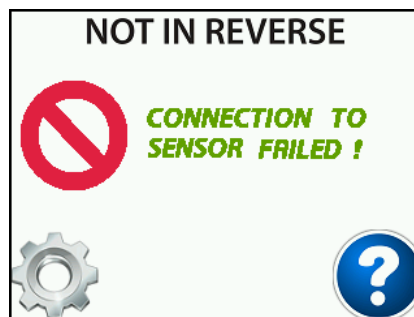 NOT IN REVERSE
CONNECTION TO
SENSOR FAILED !
?